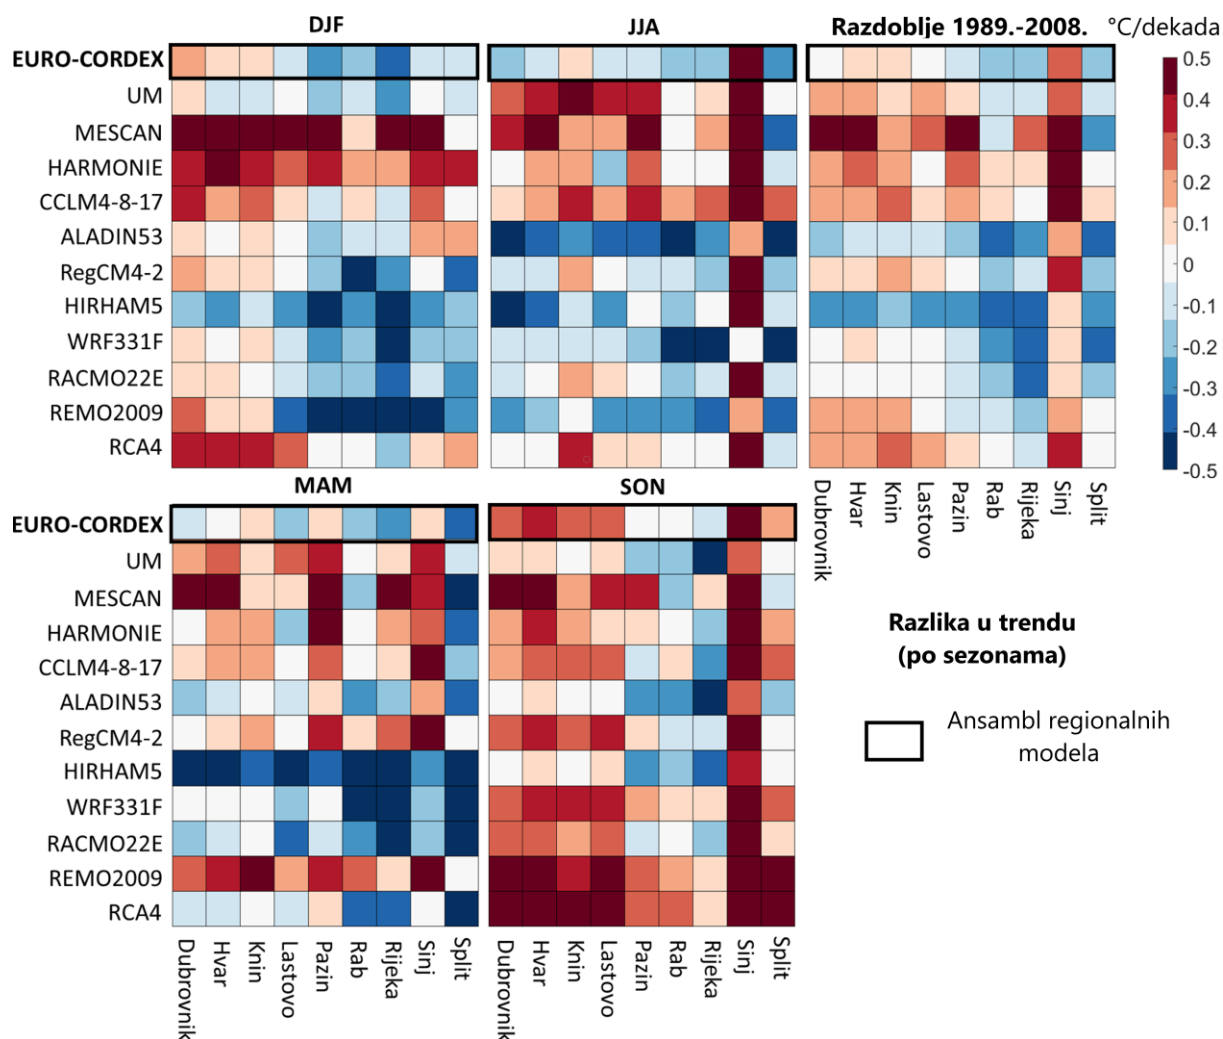 DJF
JJA
Razdoblje 1989.-2008.
°C/dekada
EURO-CORDEX
UM
MESCAN
HARMONIE
CCLM4-8-17
ALADIN53
RegCM4-2
HIRHAM5
WRF331F
RACMO22E
REMO2009
RCA4
0.5
0.4
0.3
0.2
0.1
0
-0.1
-0.2
-0.3
-0.4
-0.5
Dubrovnik
Hvar
Knin
Lastovo
Pazin
Rab
Rijeka
Sinj
Split
MAM
SON
EURO-CORDEX
UM
MESCAN
HARMONIE
CCLM4-8-17
ALADIN53
RegCM4-2
HIRHAM5
WRF331F
RACMO22E
REMO2009
RCA4
Dubrovnik
Hvar
Knin
Lastovo
Pazin
Rab
Rijeka
Sinj
Split
Dubrovnik
Hvar
Knin
Lastovo
Pazin
Rab
Rijeka
Sinj
Split
Razlika u trendu
(po sezonama)
Ansambl regionalnih
modela